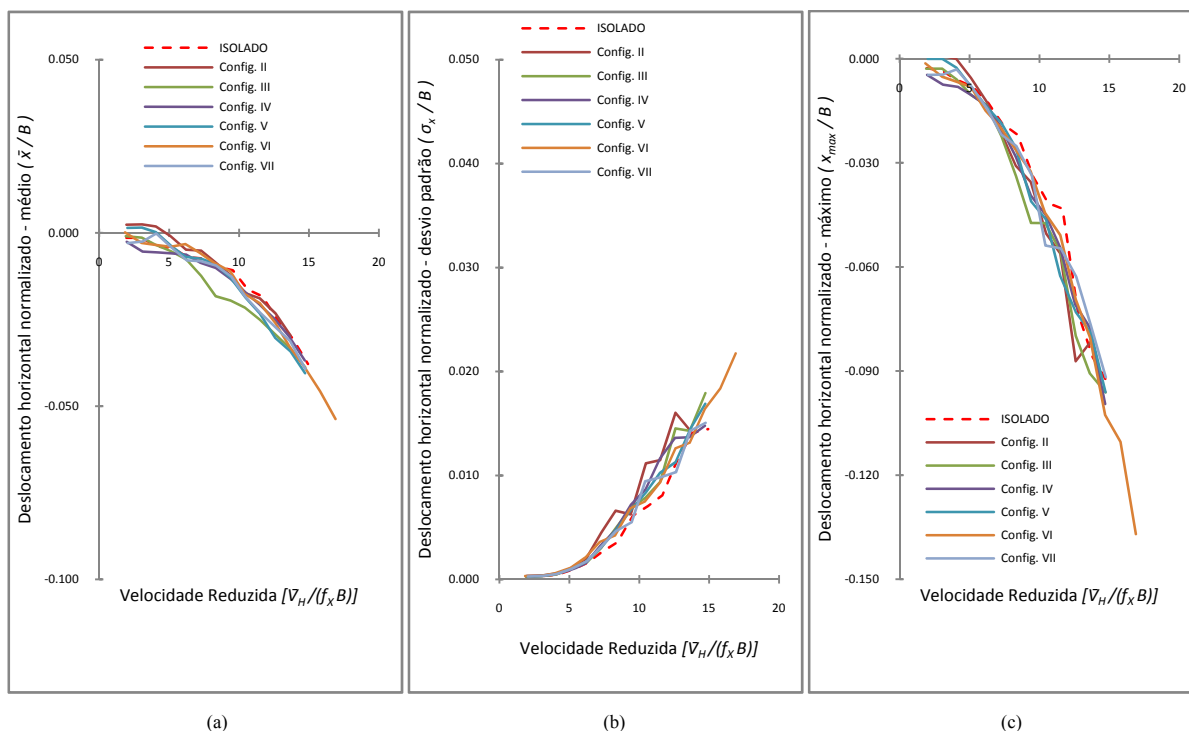 Deslocamento horizontal normalizado - médio ( x̄ / B )
0.050
0.000
-0.050
-0.100
0
5
10
15
20
ISOLADO
Config. II
Config. III
Config. IV
Config. V
Config. VI
Config. VII
Velocidade Reduzida [V̄H/(fXB)]
(a)
Deslocamento horizontal normalizado - desvio padrão ( σx / B )
0.050
0.040
0.030
0.020
0.010
0.000
0
5
10
15
20
ISOLADO
Config. II
Config. III
Config. IV
Config. V
Config. VI
Config. VII
Velocidade Reduzida [V̄H/(fXB)]
(b)
Deslocamento horizontal normalizado - máximo ( xmax / B )
0.000
-0.030
-0.060
-0.090
-0.120
-0.150
0
5
10
15
20
ISOLADO
Config. II
Config. III
Config. IV
Config. V
Config. VI
Config. VII
Velocidade Reduzida [V̄H/(fXB)]
(c)